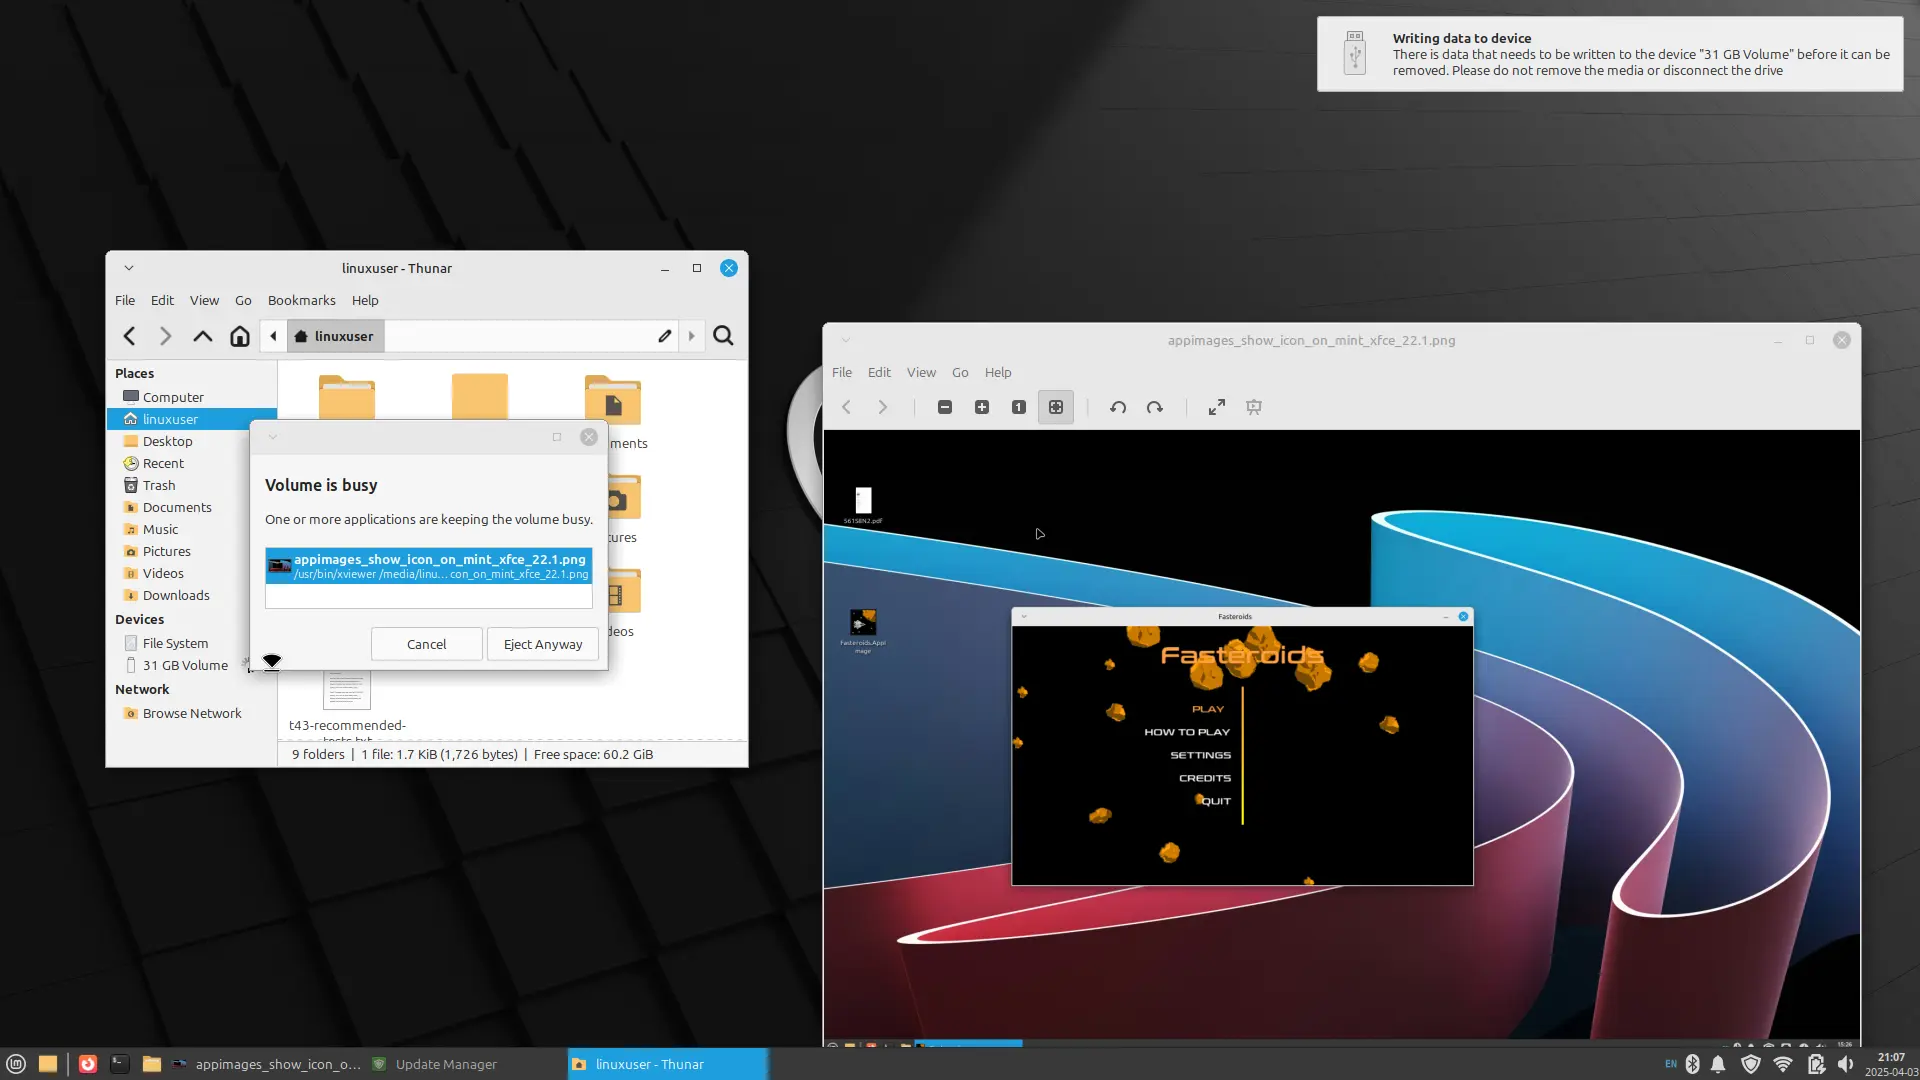 Writing data to device
There is data that needs to be written to the device "31 GB Volume" before it can be
removed. Please do not remove the media or disconnect the drive
linuxuser - Thunar
File Edit View Go Bookmarks Help
linuxuser
Places
Computer
linuxuser
Desktop
Recent
Trash
Documents
Music
Pictures
Videos
Downloads
Devices
File System
31 GB Volume
Network
Browse Network
ments
ures
deos
t43-recommended-
9 folders | 1 file: 1.7 KiB (1,726 bytes) | Free space: 60.2 GiB
Volume is busy
One or more applications are keeping the volume busy.
appimages_show_icon_on_mint_xfce_22.1.png
/usr/bin/xviewer /media/linu... con_on_mint_xfce_22.1.png
Cancel Eject Anyway
appimages_show_icon_on_mint_xfce_22.1.png
File Edit View Go Help
1
Fasteroids.Appi
mage
Fasteroids
Fasteroids
PLAY
HOW TO PLAY
SETTINGS
CREDITS
QUIT
15:26
appimages_show_icon_o...
Update Manager
linuxuser - Thunar
EN
21:07
2025-04-03